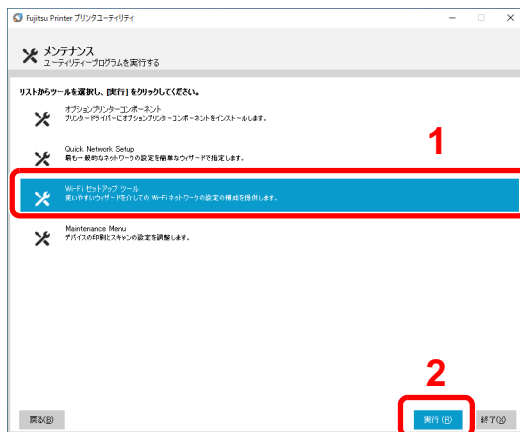 Fujitsu Printer プリンタユーティリティ
メンテナンス
ユーティリティープログラムを実行する
リストからツールを選択し、[実行] をクリックしてください。
オプションプリンターコンポーネント
プリンタードライバーにオプションプリンターコンポーネントをインストールします。
1
Quick Network Setup
最も一般的なネットワークの設定を簡単なウィザードで指定します。
Wi-Fi セットアップ ツール
使いやすいウィザードを介しての Wi-Fi ネットワークの設定の構成を提供します。
Maintenance Menu
デバイスの印刷とスキャンの設定を調整します。
2
戻る(B)
実行 (R)
終了(X)